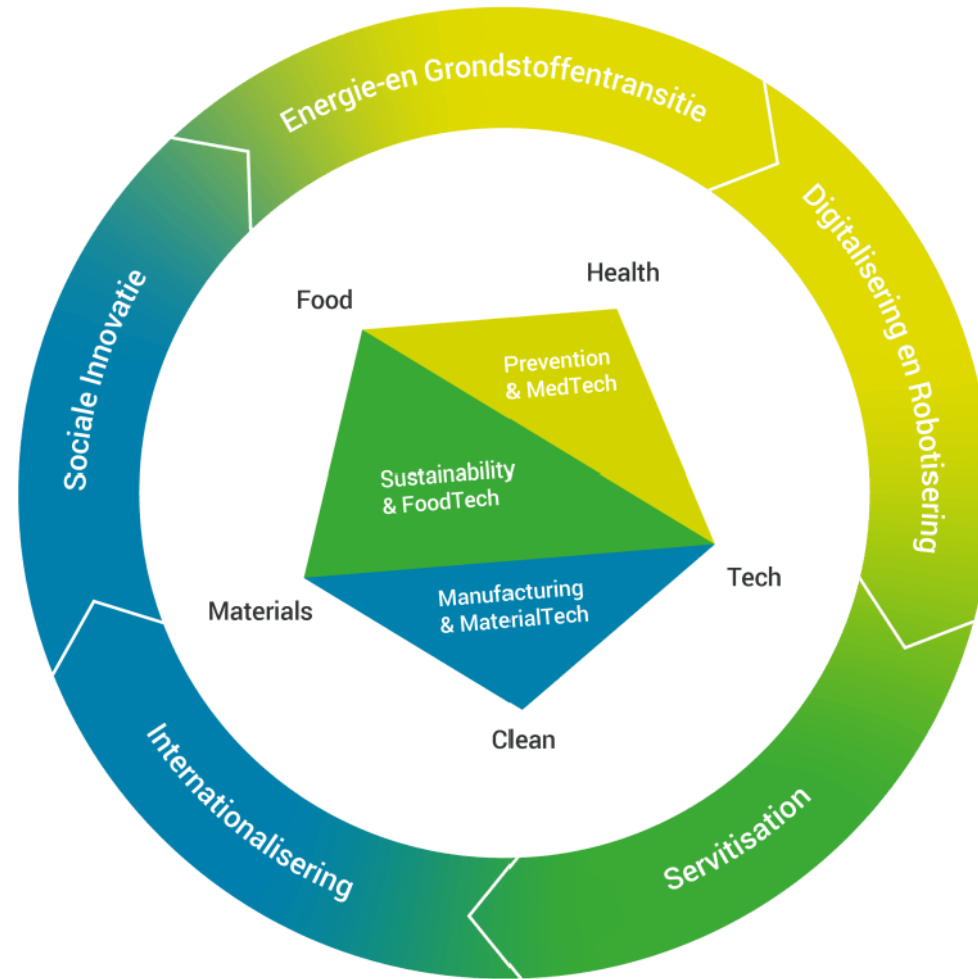 Energie-en Grondstoffentransitie
Digitalisering en Robotisering
Servitisation
Internationalisering
Sociale Innovatie
Health
Food
Prevention
& MedTech
Sustainability
& FoodTech
Tech
Manufacturing
& MaterialTech
Materials
Clean